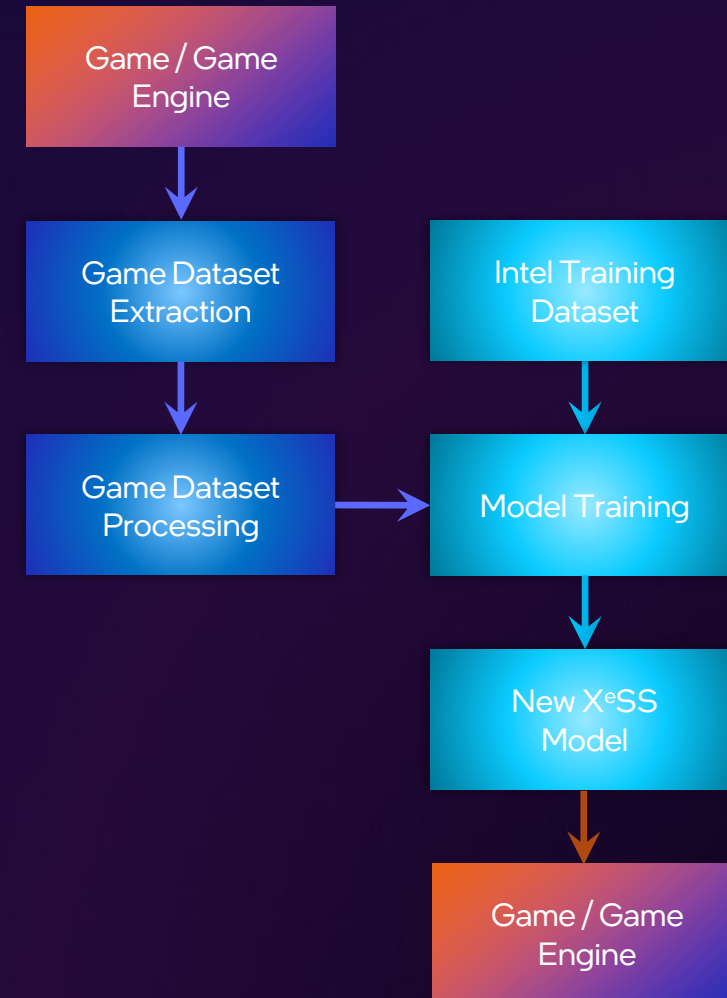 Game / Game
Engine
Game Dataset
Extraction
Intel Training
Dataset
Game Dataset
Processing
Model Training
New XᵉSS
Model
Game / Game
Engine